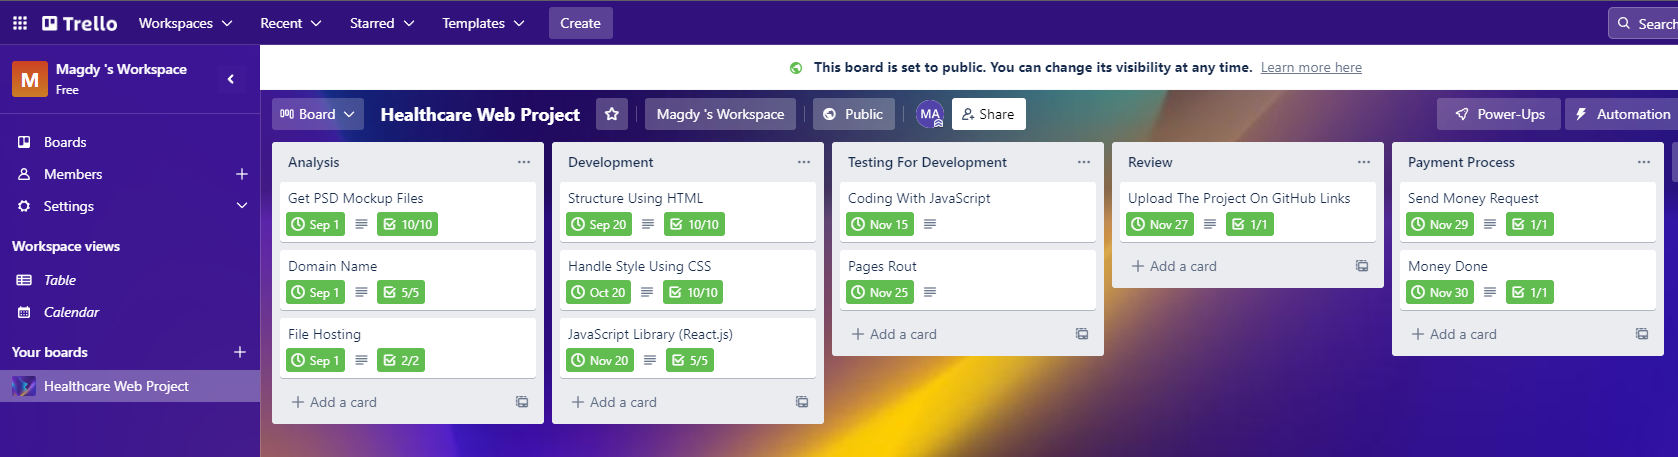 Trello
Workspaces
Recent
Starred
Templates
Create
Search
M
Magdy 's Workspace
Free
This board is set to public. You can change its visibility at any time. Learn more here
Boards
Members
Settings
Workspace views
Table
Calendar
Your boards
Healthcare Web Project
Board
Healthcare Web Project
Magdy 's Workspace
Public
MA
Share
Power-Ups
Automation
Analysis
Get PSD Mockup Files
Sep 1 10/10
Domain Name
Sep 1 5/5
File Hosting
Sep 1 2/2
Add a card
Development
Structure Using HTML
Sep 20 10/10
Handle Style Using CSS
Oct 20 10/10
JavaScript Library (React.js)
Nov 20 5/5
Add a card
Testing For Development
Coding With JavaScript
Nov 15
Pages Rout
Nov 25
Add a card
Review
Upload The Project On GitHub Links
Nov 27 1/1
Add a card
Payment Process
Send Money Request
Nov 29 1/1
Money Done
Nov 30 1/1
Add a card